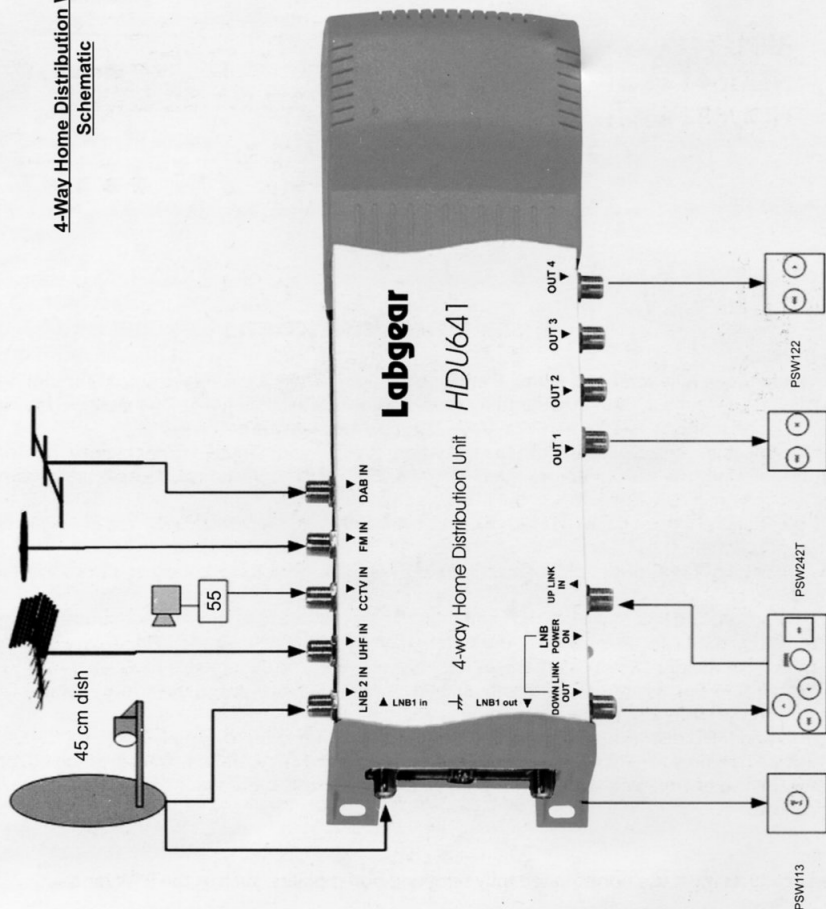 4-Way Home Distribution
Schematic
45 cm dish
55
LNB 2 IN
UHF IN
CCTV IN
FM IN
DAB IN
LNB1 in
LNB1 out
Labgear
4-way Home Distribution Unit HDU641
DOWN LINK
OUT
LNB
POWER
ON
UP LINK
IN
OUT 1
OUT 2
OUT 3
OUT 4
PSW113
PSW242T
PSW122